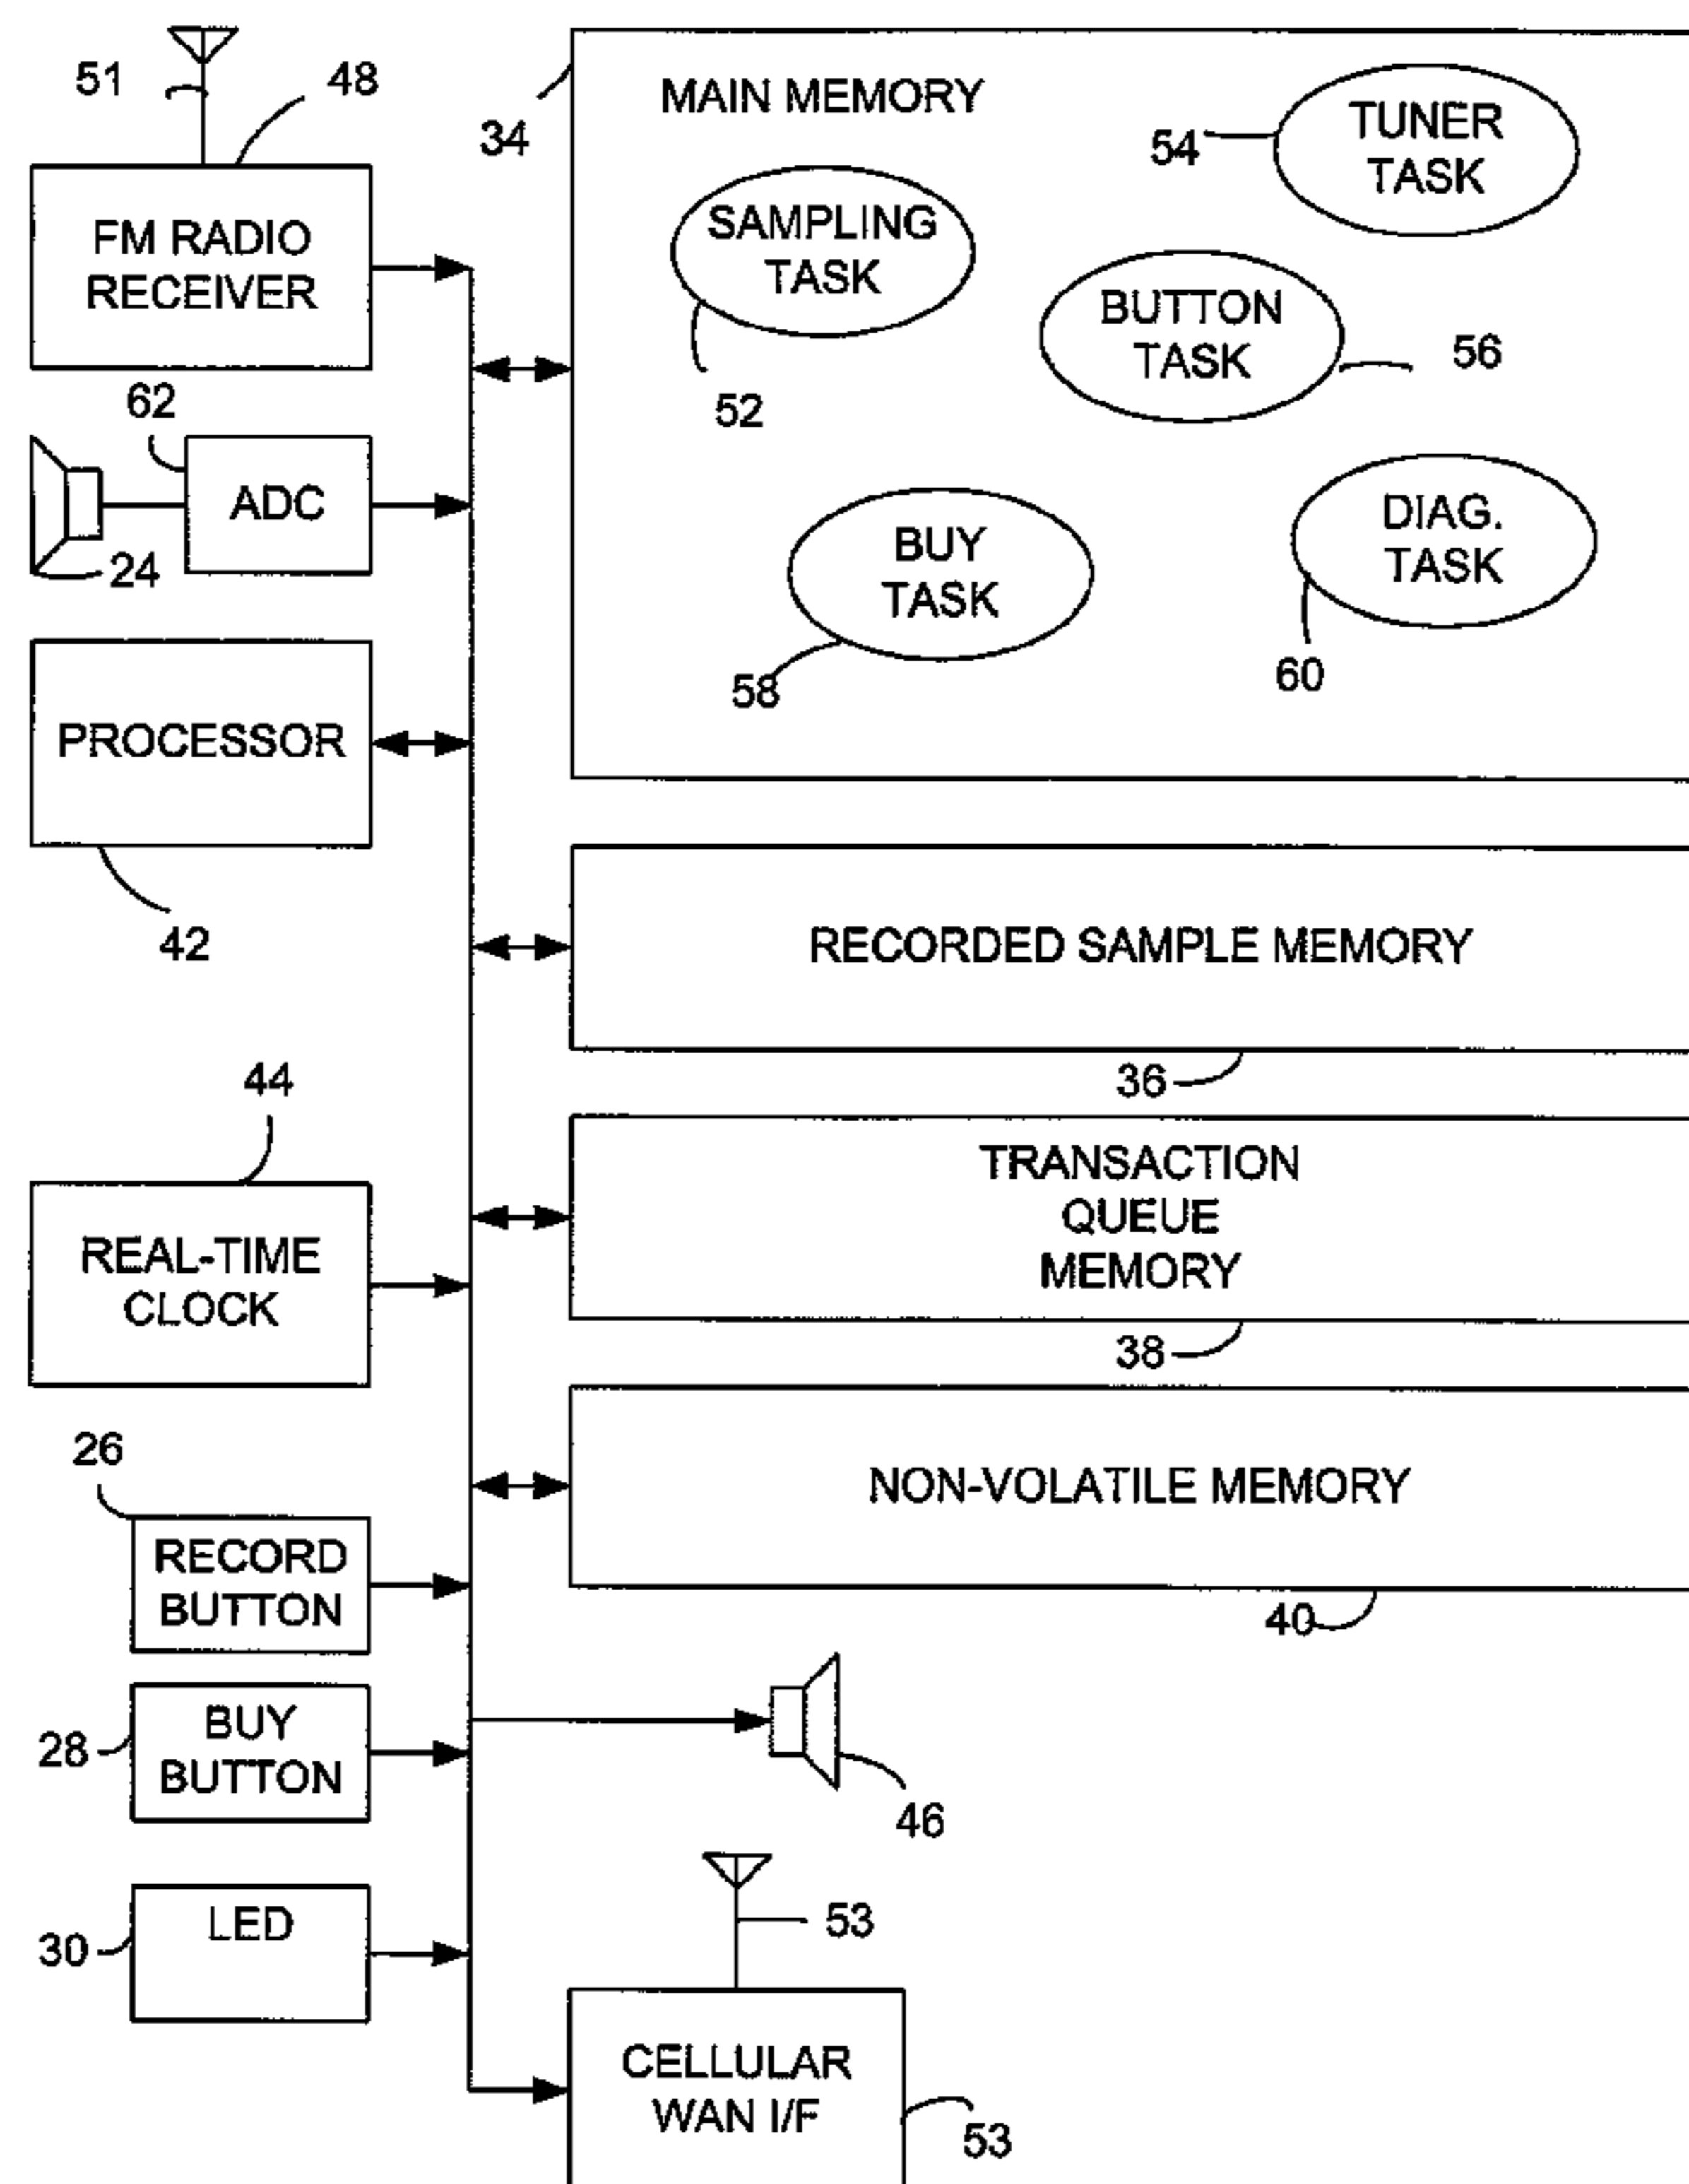 51
48
FM RADIO
RECEIVER
34
MAIN MEMORY
54
TUNER
TASK
SAMPLING
TASK
52
BUTTON
TASK
56
BUY
TASK
58
DIAG.
TASK
60
62
ADC
24
PROCESSOR
42
RECORDED SAMPLE MEMORY
36
44
REAL-TIME
CLOCK
TRANSACTION
QUEUE
MEMORY
38
NON-VOLATILE MEMORY
40
26
RECORD
BUTTON
28
BUY
BUTTON
46
30
LED
53
CELLULAR
WAN I/F
53